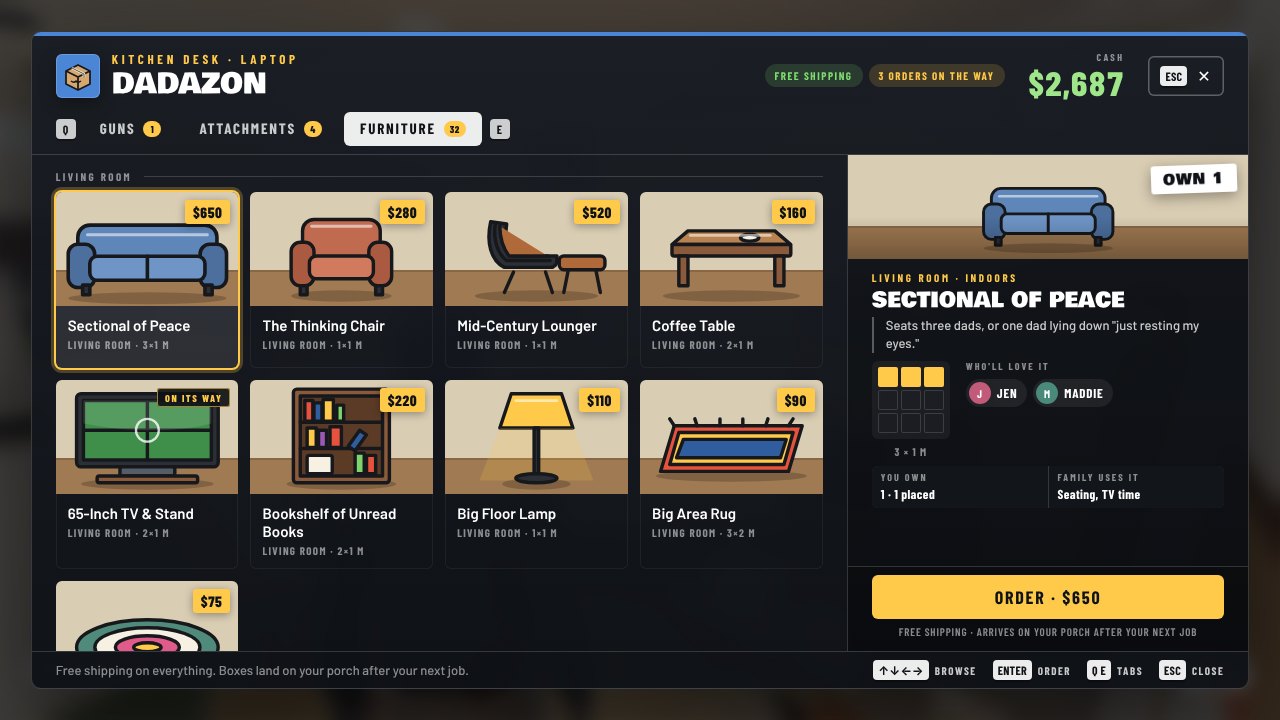 KITCHEN DESK · LAPTOP
DADAZON
FREE SHIPPING
3 ORDERS ON THE WAY
CASH
$2,687
ESC ✕
Q GUNS 1 ATTACHMENTS 4 FURNITURE 32 E
LIVING ROOM
$650
Sectional of Peace
LIVING ROOM · 3×1 M
$280
The Thinking Chair
LIVING ROOM · 1×1 M
$520
Mid-Century Lounger
LIVING ROOM · 1×1 M
$160
Coffee Table
LIVING ROOM · 2×1 M
ON ITS WAY
65-Inch TV & Stand
LIVING ROOM · 2×1 M
$220
Bookshelf of Unread
Books
LIVING ROOM · 2×1 M
$110
Big Floor Lamp
LIVING ROOM · 1×1 M
$90
Big Area Rug
LIVING ROOM · 3×2 M
$75
OWN 1
LIVING ROOM · INDOORS
SECTIONAL OF PEACE
Seats three dads, or one dad lying down "just resting my
eyes."
3 × 1 M
WHO'LL LOVE IT
J JEN M MADDIE
YOU OWN
1 · 1 placed
FAMILY USES IT
Seating, TV time
ORDER · $650
FREE SHIPPING · ARRIVES ON YOUR PORCH AFTER YOUR NEXT JOB
Free shipping on everything. Boxes land on your porch after your next job.
↑↓←→ BROWSE ENTER ORDER Q E TABS ESC CLOSE